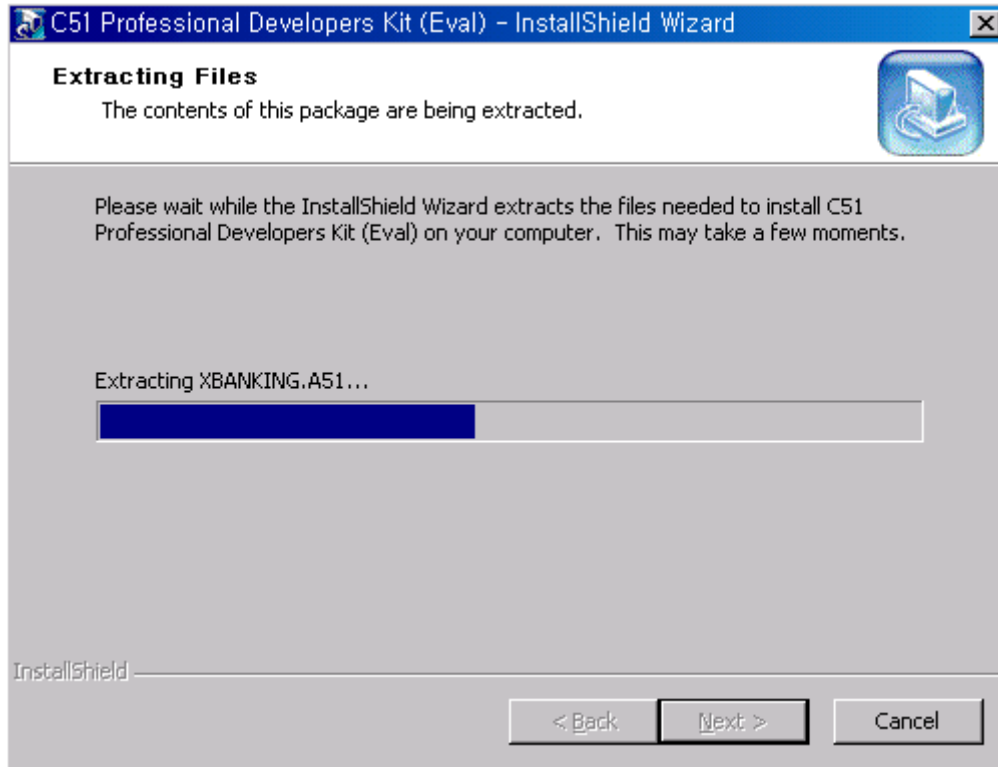 C51 Professional Developers Kit (Eval) - InstallShield Wizard
Extracting Files
The contents of this package are being extracted.
Please wait while the InstallShield Wizard extracts the files needed to install C51
Professional Developers Kit (Eval) on your computer. This may take a few moments.
Extracting XBANKING.A51...
InstallShield
< Back
Next >
Cancel